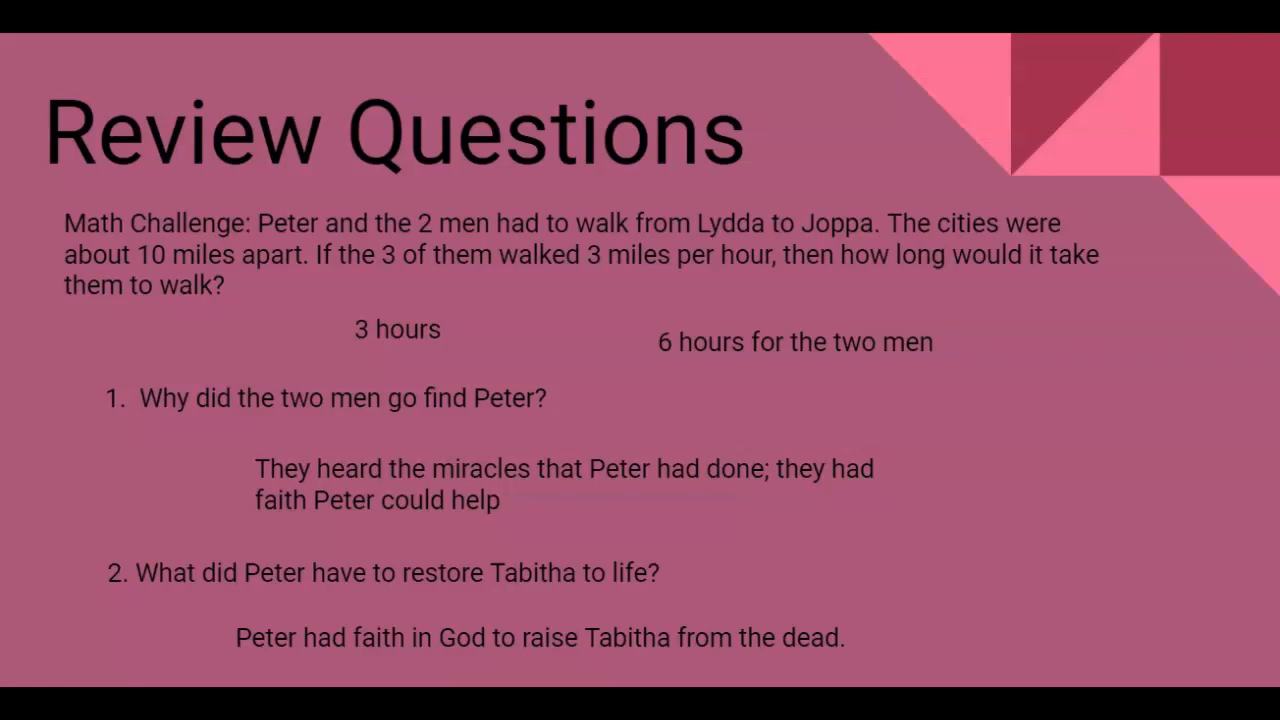 Review Questions
Math Challenge: Peter and the 2 men had to walk from Lydda to Joppa. The cities were
about 10 miles apart. If the 3 of them walked 3 miles per hour, then how long would it take
them to walk?
3 hours
6 hours for the two men
1. Why did the two men go find Peter?
They heard the miracles that Peter had done; they had
faith Peter could help
2. What did Peter have to restore Tabitha to life?
Peter had faith in God to raise Tabitha from the dead.